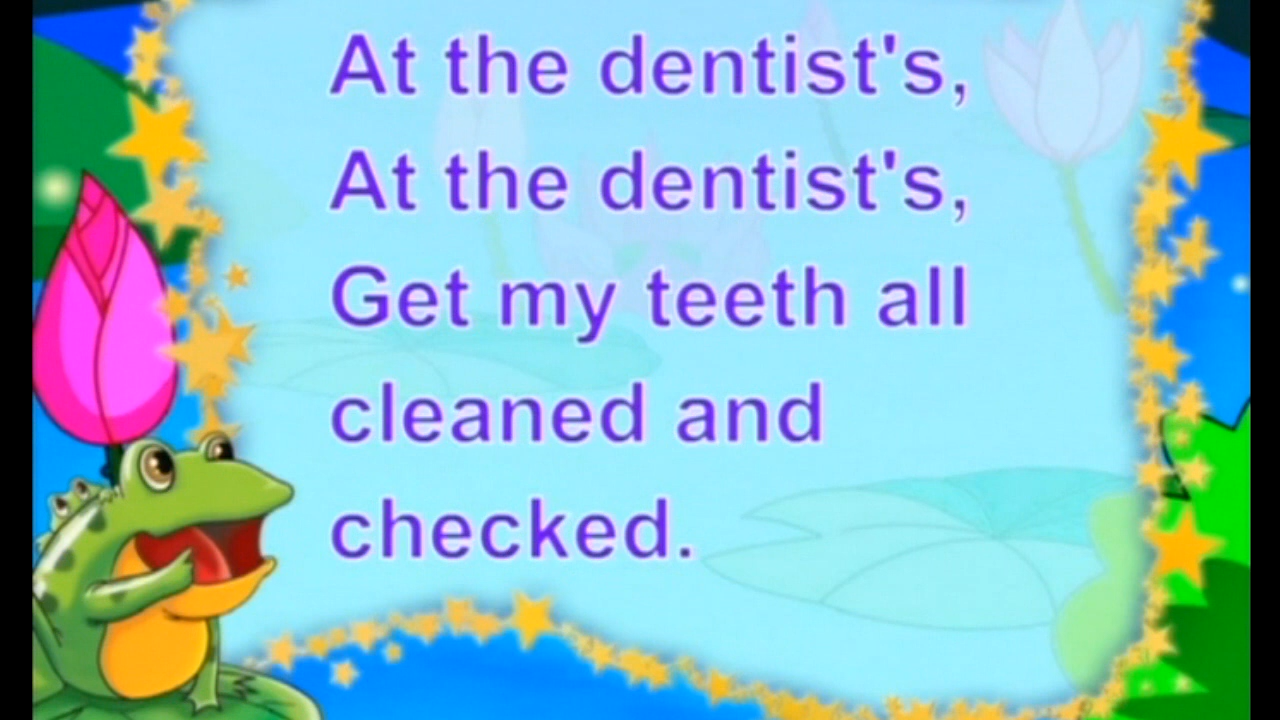 At the dentist's,
At the dentist's,
Get my teeth all
cleaned and
checked.